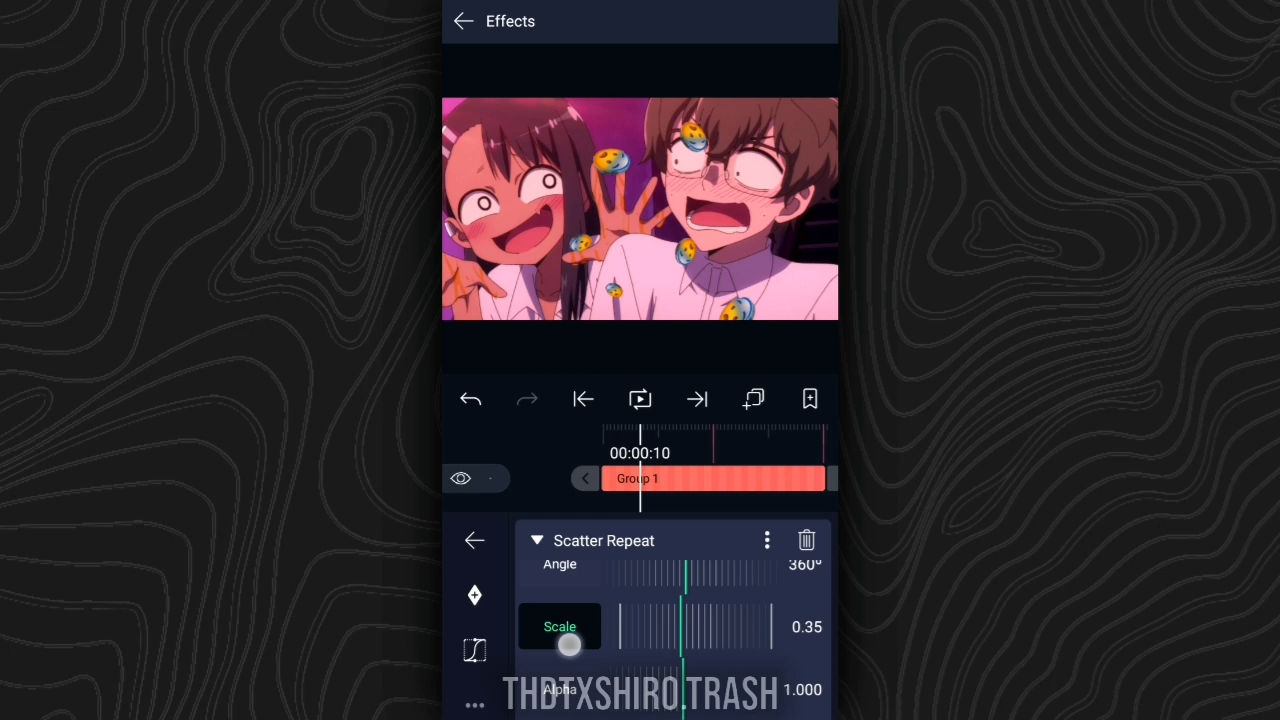 Effects
00:00:10
Group 1
Scatter Repeat
Angle
360º
Scale
0.35
Alpha
1.000
THDTXSHIRO.TRASH